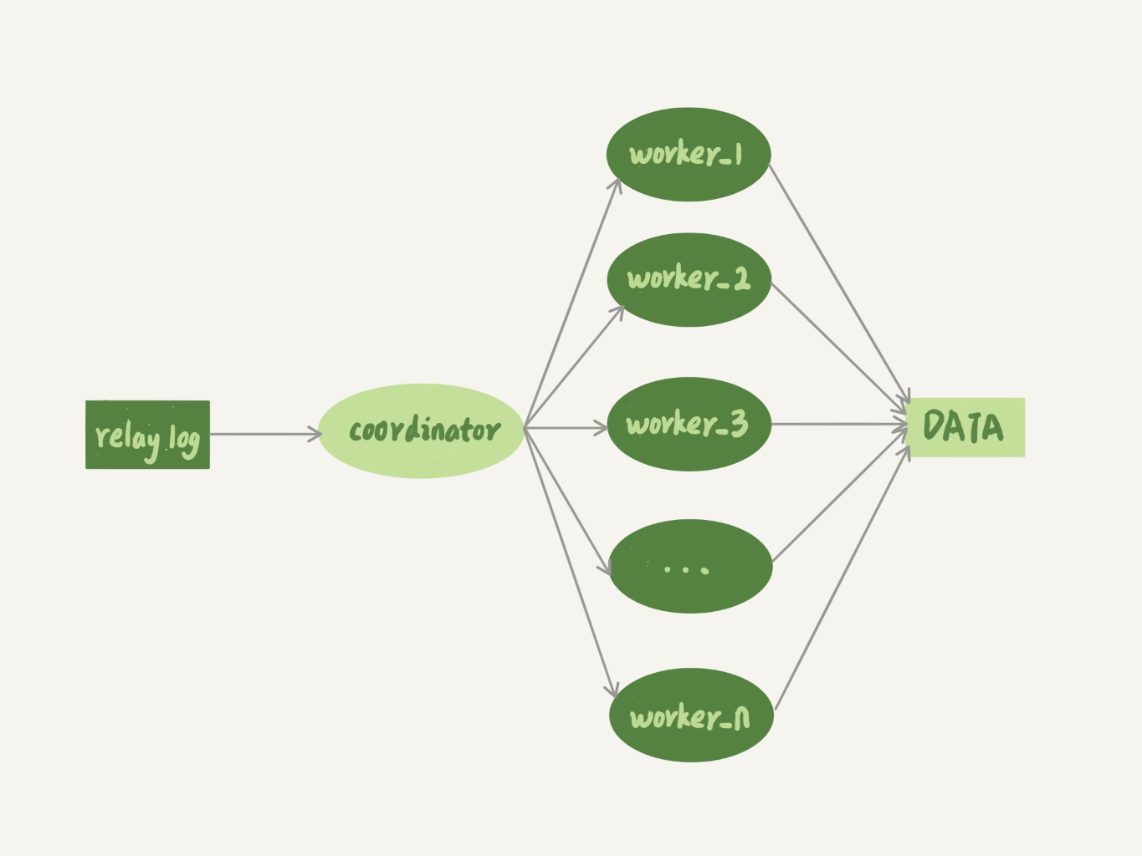 relay log
coordinator
worker_1
worker_2
worker_3
...
worker_n
DATA